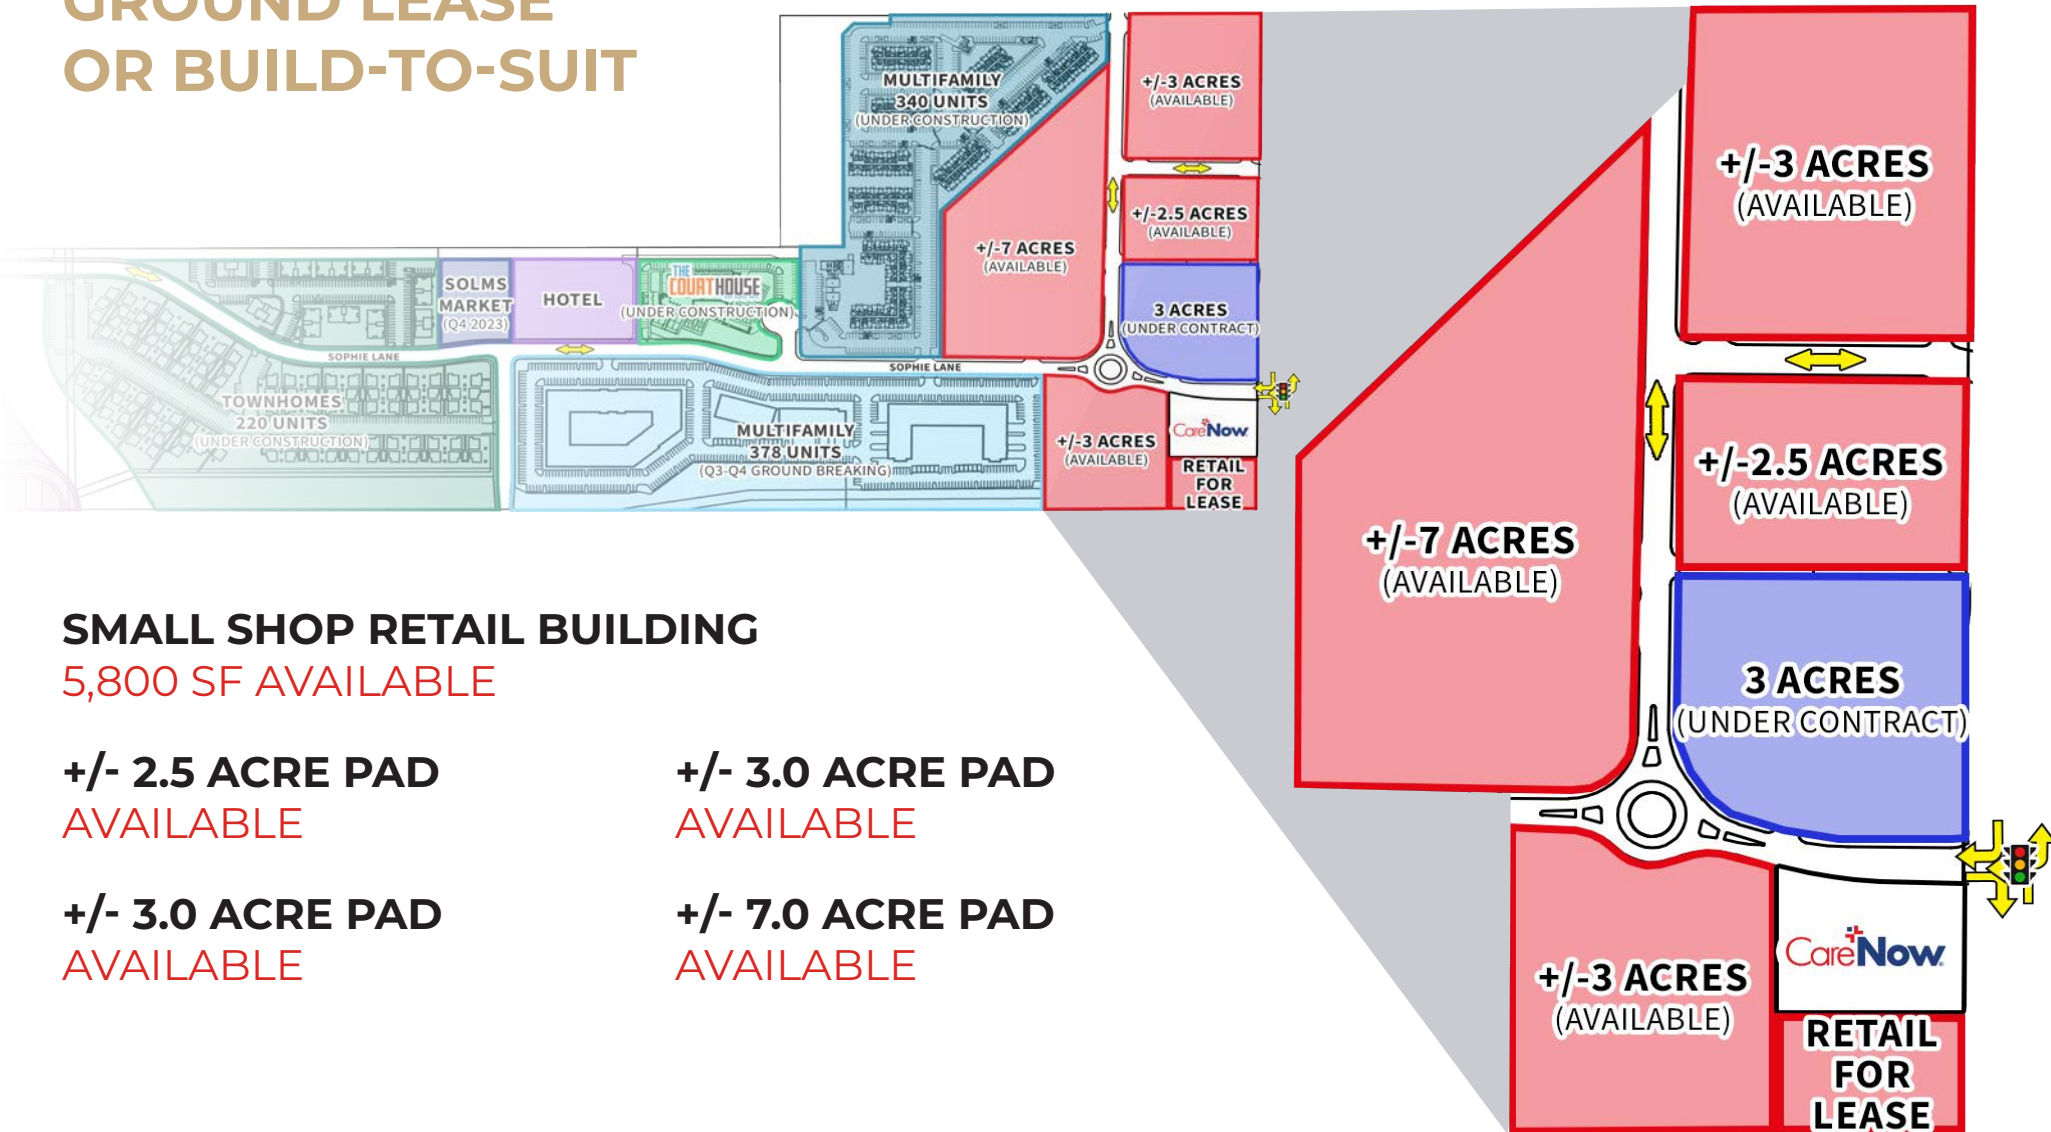 GROUND LEASE
OR BUILD-TO-SUIT
MULTIFAMILY
340 UNITS
(UNDER CONSTRUCTION)
+/-3 ACRES
(AVAILABLE)
+/-2.5 ACRES
(AVAILABLE)
+/-7 ACRES
(AVAILABLE)
3 ACRES
(UNDER CONTRACT)
SOLMS
MARKET
(Q4 2023)
HOTEL
THE
COURTHOUSE
(UNDER CONSTRUCTION)
SOPHIE LANE
SOPHIE LANE
TOWNHOMES
220 UNITS
(UNDER CONSTRUCTION)
MULTIFAMILY
378 UNITS
(Q3-Q4 GROUND BREAKING)
+/-3 ACRES
(AVAILABLE)
CareNow
RETAIL
FOR
LEASE
+/-3 ACRES
(AVAILABLE)
+/-2.5 ACRES
(AVAILABLE)
+/-7 ACRES
(AVAILABLE)
3 ACRES
(UNDER CONTRACT)
+/-3 ACRES
(AVAILABLE)
CareNow
RETAIL
FOR
LEASE
SMALL SHOP RETAIL BUILDING
5,800 SF AVAILABLE
+/- 2.5 ACRE PAD
AVAILABLE
+/- 3.0 ACRE PAD
AVAILABLE
+/- 3.0 ACRE PAD
AVAILABLE
+/- 7.0 ACRE PAD
AVAILABLE